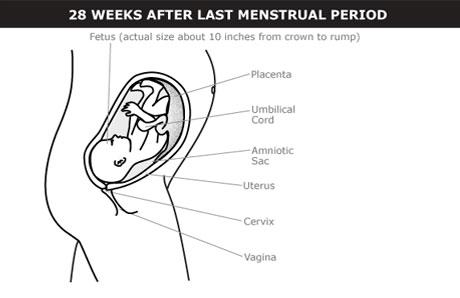 28 WEEKS AFTER LAST MENSTRUAL PERIOD
Fetus (actual size about 10 inches from crown to rump)
Placenta
Umbilical
Cord
Amniotic
Sac
Uterus
Cervix
Vagina